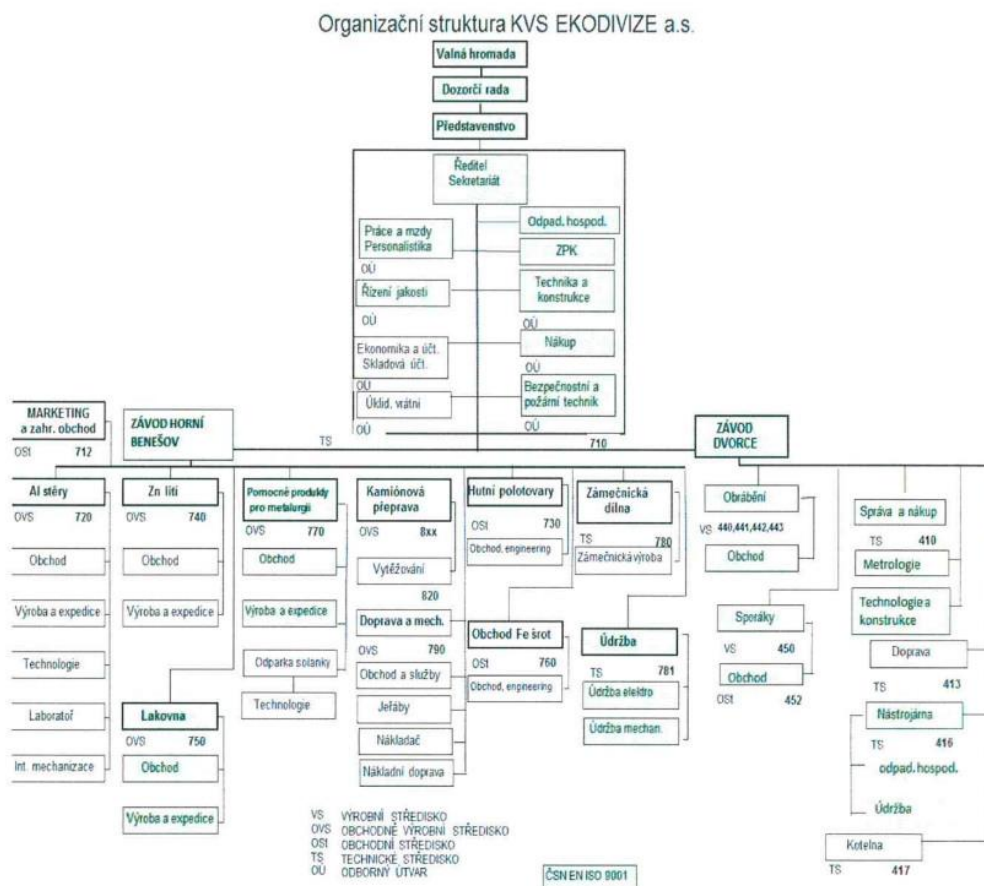 Organizační struktura KVS EKODIVIZE a.s.
Valná hromada
Dozorčí rada
Představenstvo
Ředitel
Sekretariát
Práce a mzdy
Personalistika
OÚ
Řízení jakosti
OÚ
Ekonomika a účt.
Skladová účt.
OÚ
Úklid, vrátní
OÚ
Odpad. hospod.
ZPK
Technika a
konstrukce
OÚ
Nákup
OÚ
Bezpečnostní a
požární technik
OÚ
710
TS
MARKETING
a zahr. obchod
OSt 712
ZÁVOD HORNÍ
BENEŠOV
ZÁVOD
DVORCE
Al stěry
OVS 720
Obchod
Výroba a expedice
Technologie
Laboratoř
Int. mechanizace
Zn lití
OVS 740
Obchod
Výroba a expedice
Lakovna
OVS 750
Obchod
Výroba a expedice
Pomocné produkty
pro metalurgii
OVS 770
Obchod
Výroba a expedice
Odparka solanky
Technologie
Kamiónová
přeprava
OVS 8xx
Vytěžování
820
Doprava a mech.
OVS 790
Obchod a služby
Jeřáby
Nakladač
Nákladní doprava
Hutní polotovary
OSt 730
Obchod, engineering
Obchod Fe šrot
OSt 760
Obchod, engineering
Zámečnická
dílna
TS 780
Zámečnická výroba
Údržba
TS 781
Údržba elektro
Údržba mechan.
Obrábění
VS 440,441,442,443
Obchod
Sporáky
VS 450
Obchod
OSt 452
Správa a nákup
TS 410
Metrologie
Technologie a
konstrukce
Doprava
TS 413
Nástrojárna
TS 416
odpad. hospod.
Údržba
Kotelna
TS 417
VS VÝROBNÍ STŘEDISKO
OVS OBCHODNĚ VÝROBNÍ STŘEDISKO
OSt OBCHODNÍ STŘEDISKO
TS TECHNICKÉ STŘEDISKO
OÚ ODBORNÝ ÚTVAR
ČSN EN ISO 9001